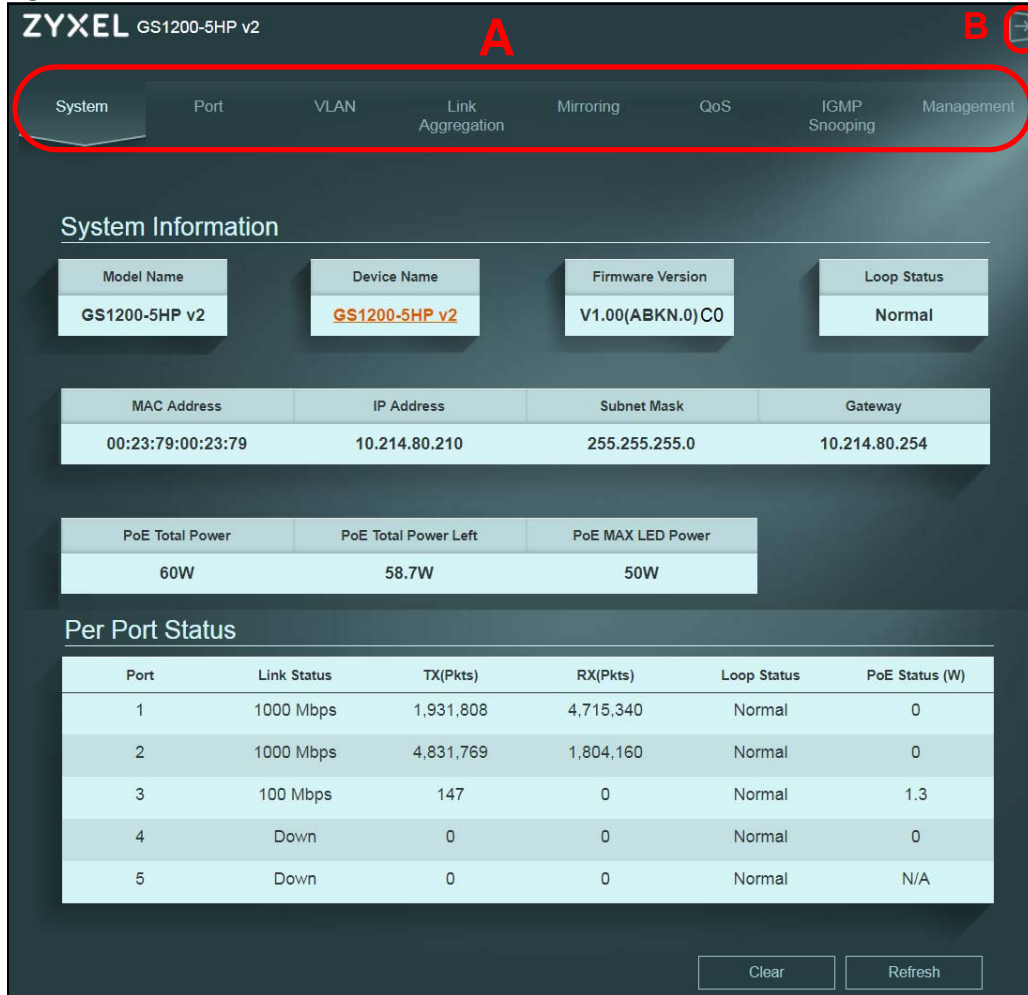 ZYXEL GS1200-5HP v2
A
B
System Port VLAN Link Aggregation Mirroring QoS IGMP Snooping Management
System Information
Model Name Device Name Firmware Version Loop Status
GS1200-5HP v2 GS1200-5HP v2 V1.00(ABKN.0)C0 Normal
MAC Address IP Address Subnet Mask Gateway
00:23:79:00:23:79 10.214.80.210 255.255.255.0 10.214.80.254
PoE Total Power PoE Total Power Left PoE MAX LED Power
60W 58.7W 50W
Per Port Status
Port Link Status TX(Pkts) RX(Pkts) Loop Status PoE Status (W)
1 1000 Mbps 1,931,808 4,715,340 Normal 0
2 1000 Mbps 4,831,769 1,804,160 Normal 0
3 100 Mbps 147 0 Normal 1.3
4 Down 0 0 Normal 0
5 Down 0 0 Normal N/A
Clear Refresh